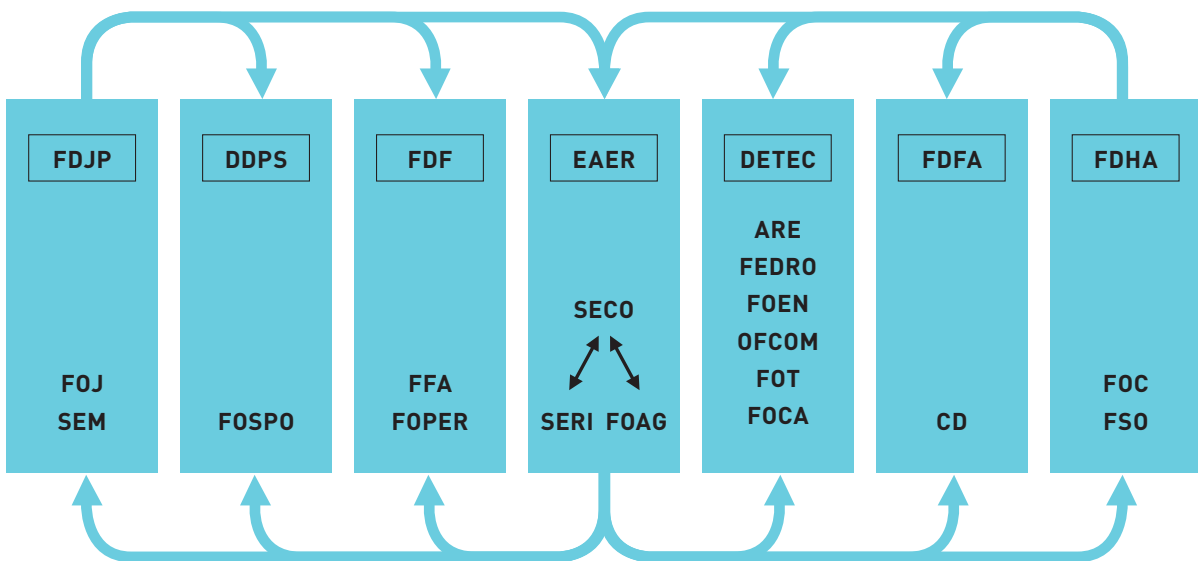 FDJP
DDPS
FDF
EAER
DETEC
FDFA
FDHA
FOJ
SEM
FOSPO
FFA
FOPER
SECO
SERI FOAG
ARE
FEDRO
FOEN
OFCOM
FOT
FOCA
CD
FOC
FSO